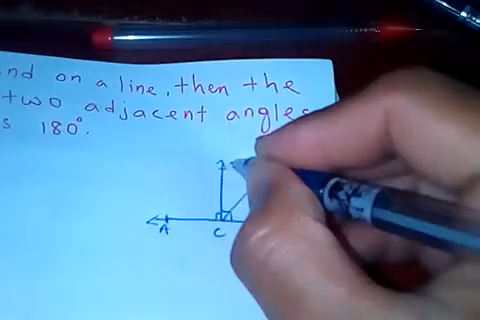 nd on a line, then the
two adjacent angles
s 180°.
A
C